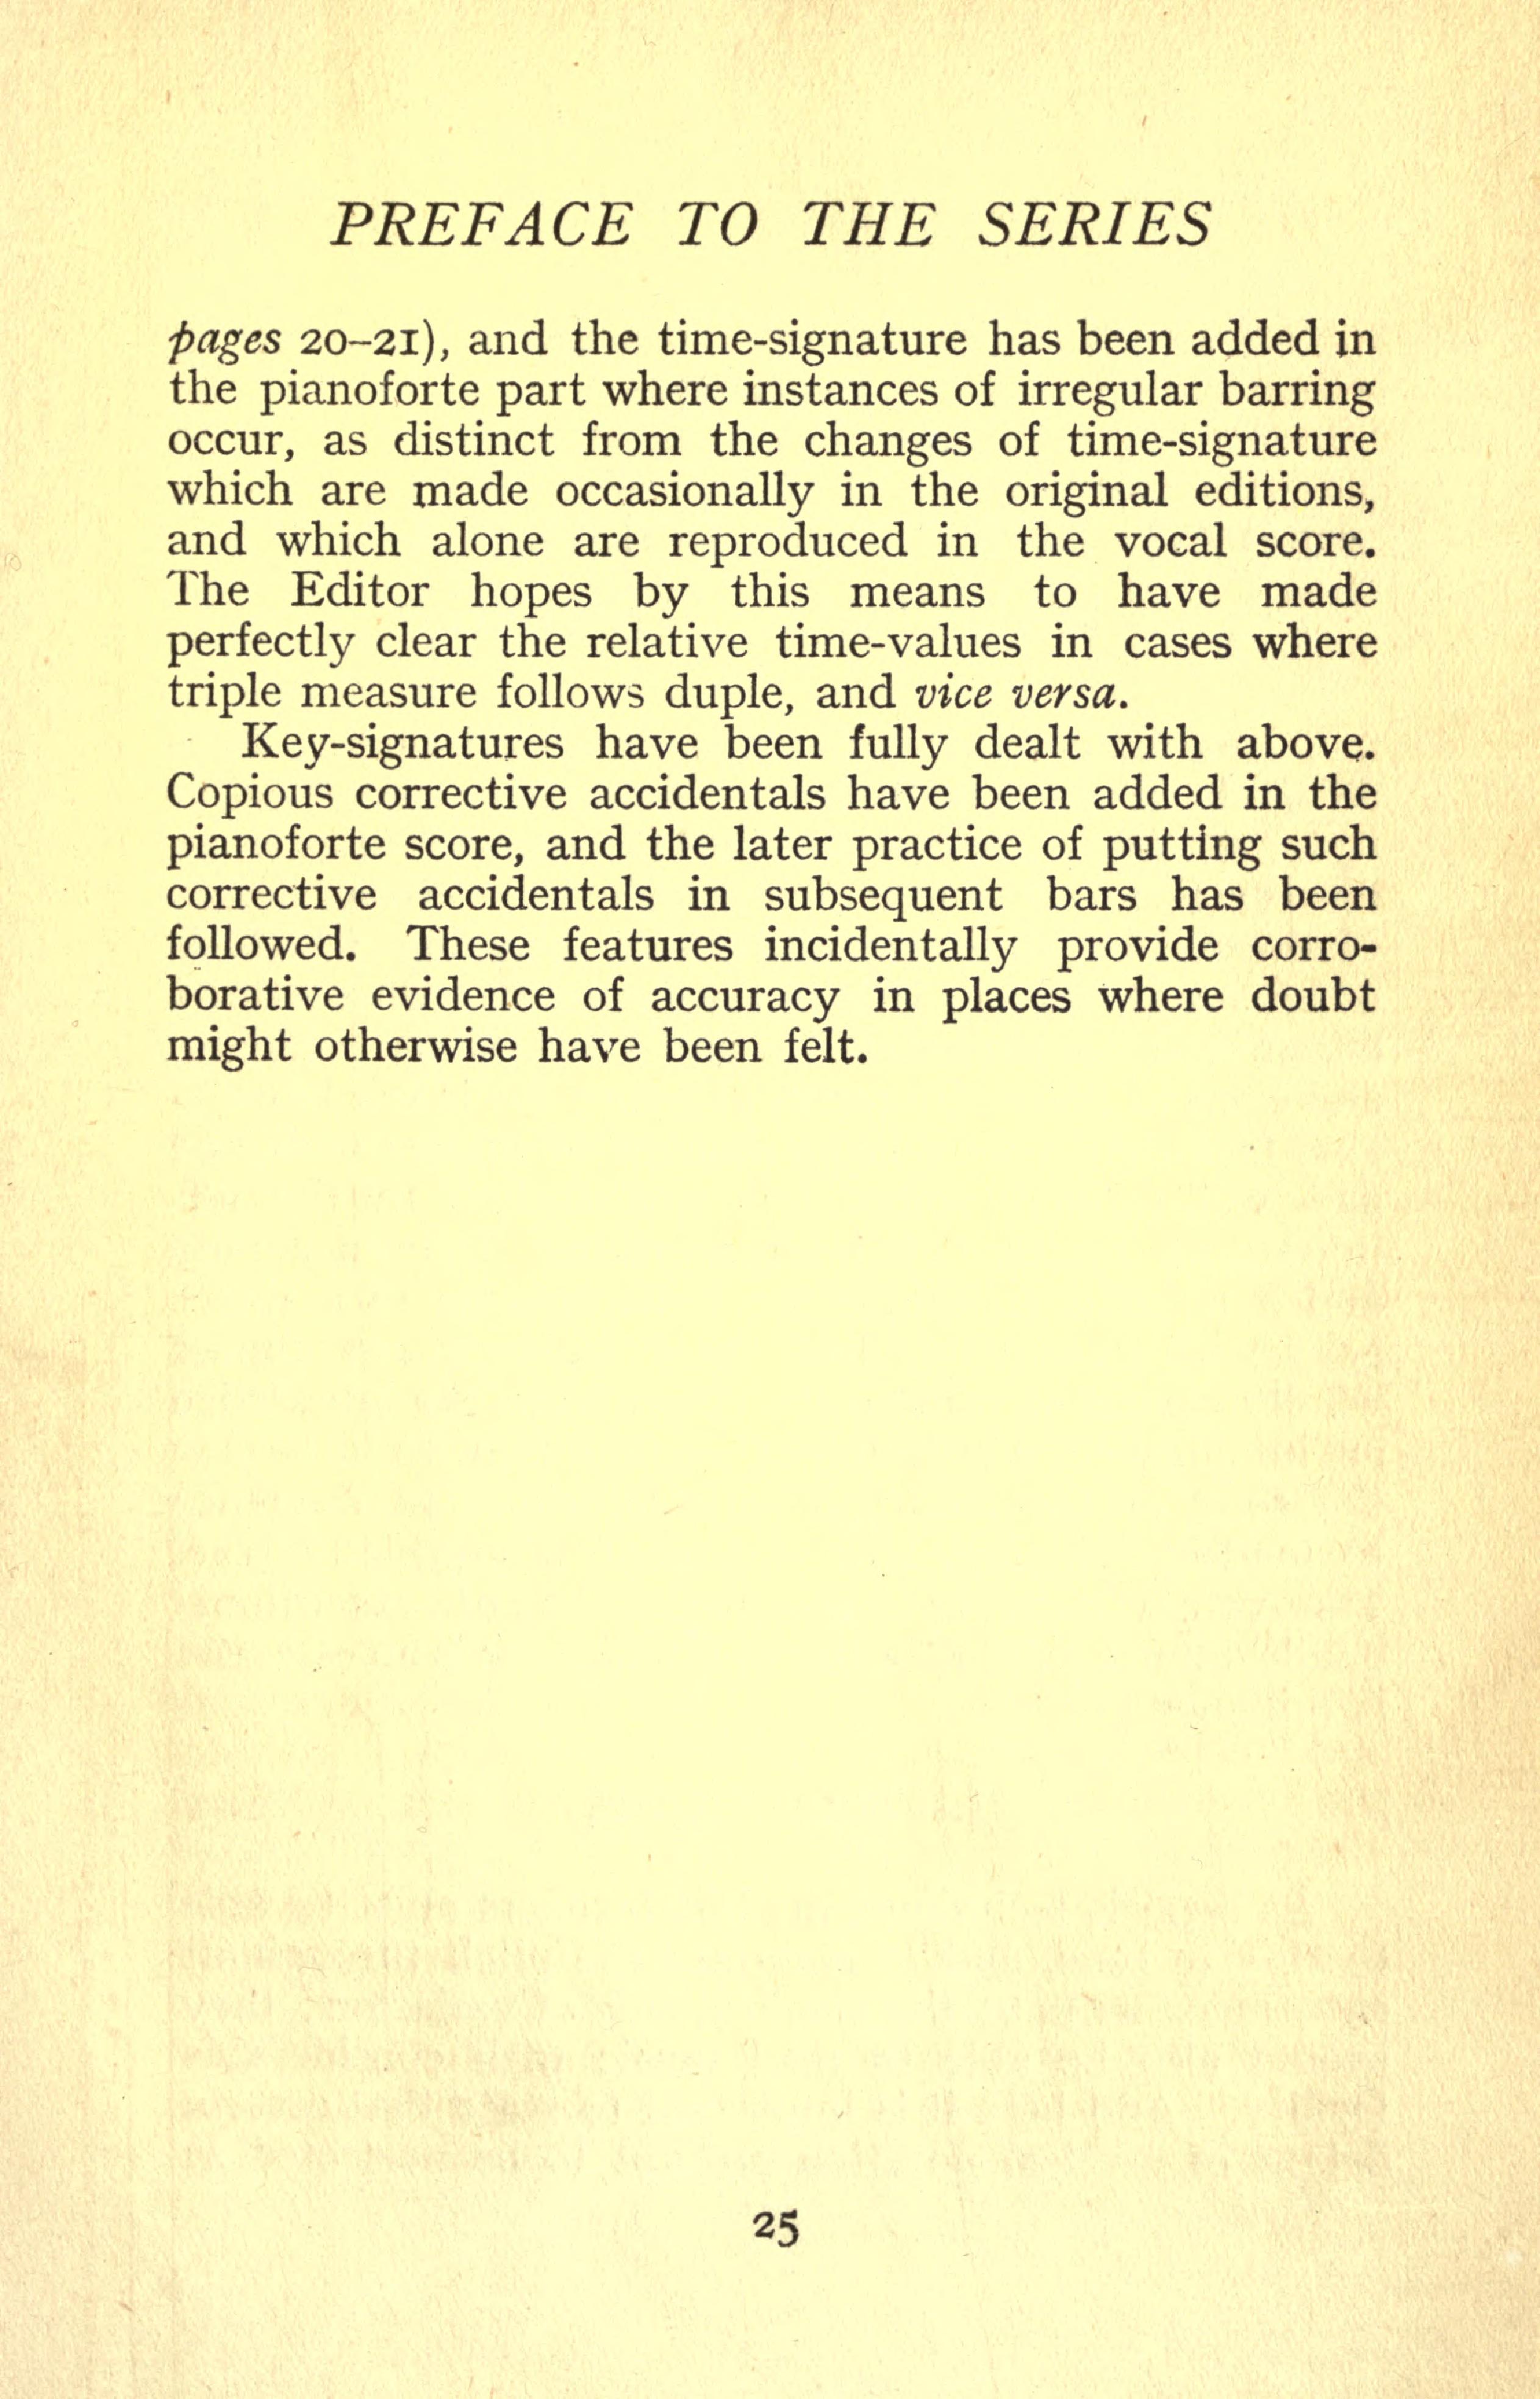 PREFACE TO THE SERIES
pages 20–21), and the time-signature has been added in
the pianoforte part where instances of irregular barring
occur, as distinct from the changes of time-signature
which are made occasionally in the original editions,
and which alone are reproduced in the vocal score.
The Editor hopes by this means to have made
perfectly clear the relative time-values in cases where
triple measure follows duple, and vice versa.
Key-signatures have been fully dealt with above.
Copious corrective accidentals have been added in the
pianoforte score, and the later practice of putting such
corrective accidentals in subsequent bars has been
followed. These features incidentally provide corro-
borative evidence of accuracy in places where doubt
might otherwise have been felt.
25